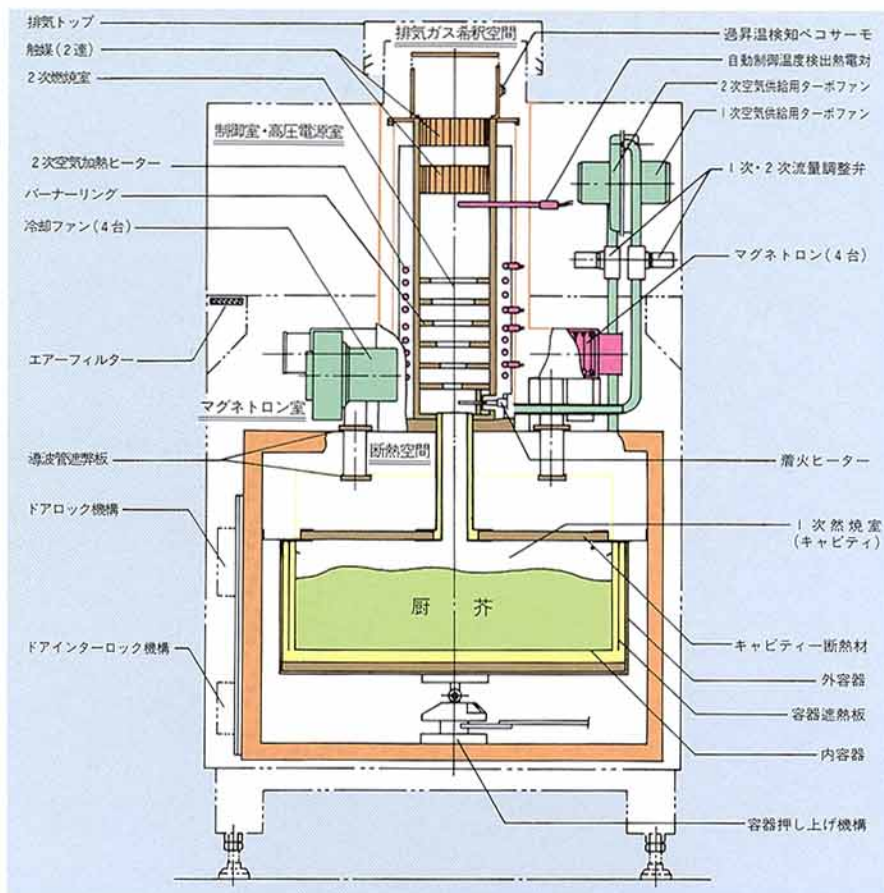 排気トップ
触媒(2連)
2次燃焼室
2次空気加熱ヒーター
バーナーリング
冷却ファン(4台)
エアーフィルター
導波管遮弊板
ドアロック機構
ドアインターロック機構
排気ガス希釈空間
制御室・高圧電源室
マグネトロン室
断熱空間
厨芥
過昇温検知ペコサーモ
自動制御温度検出熱電対
2次空気供給用ターボファン
1次空気供給用ターボファン
1次・2次流量調整弁
マグネトロン(4台)
着火ヒーター
1次然焼室
(キャビティ)
キャビティー断熱材
外容器
容器遮熱板
内容器
容器押し上げ機構